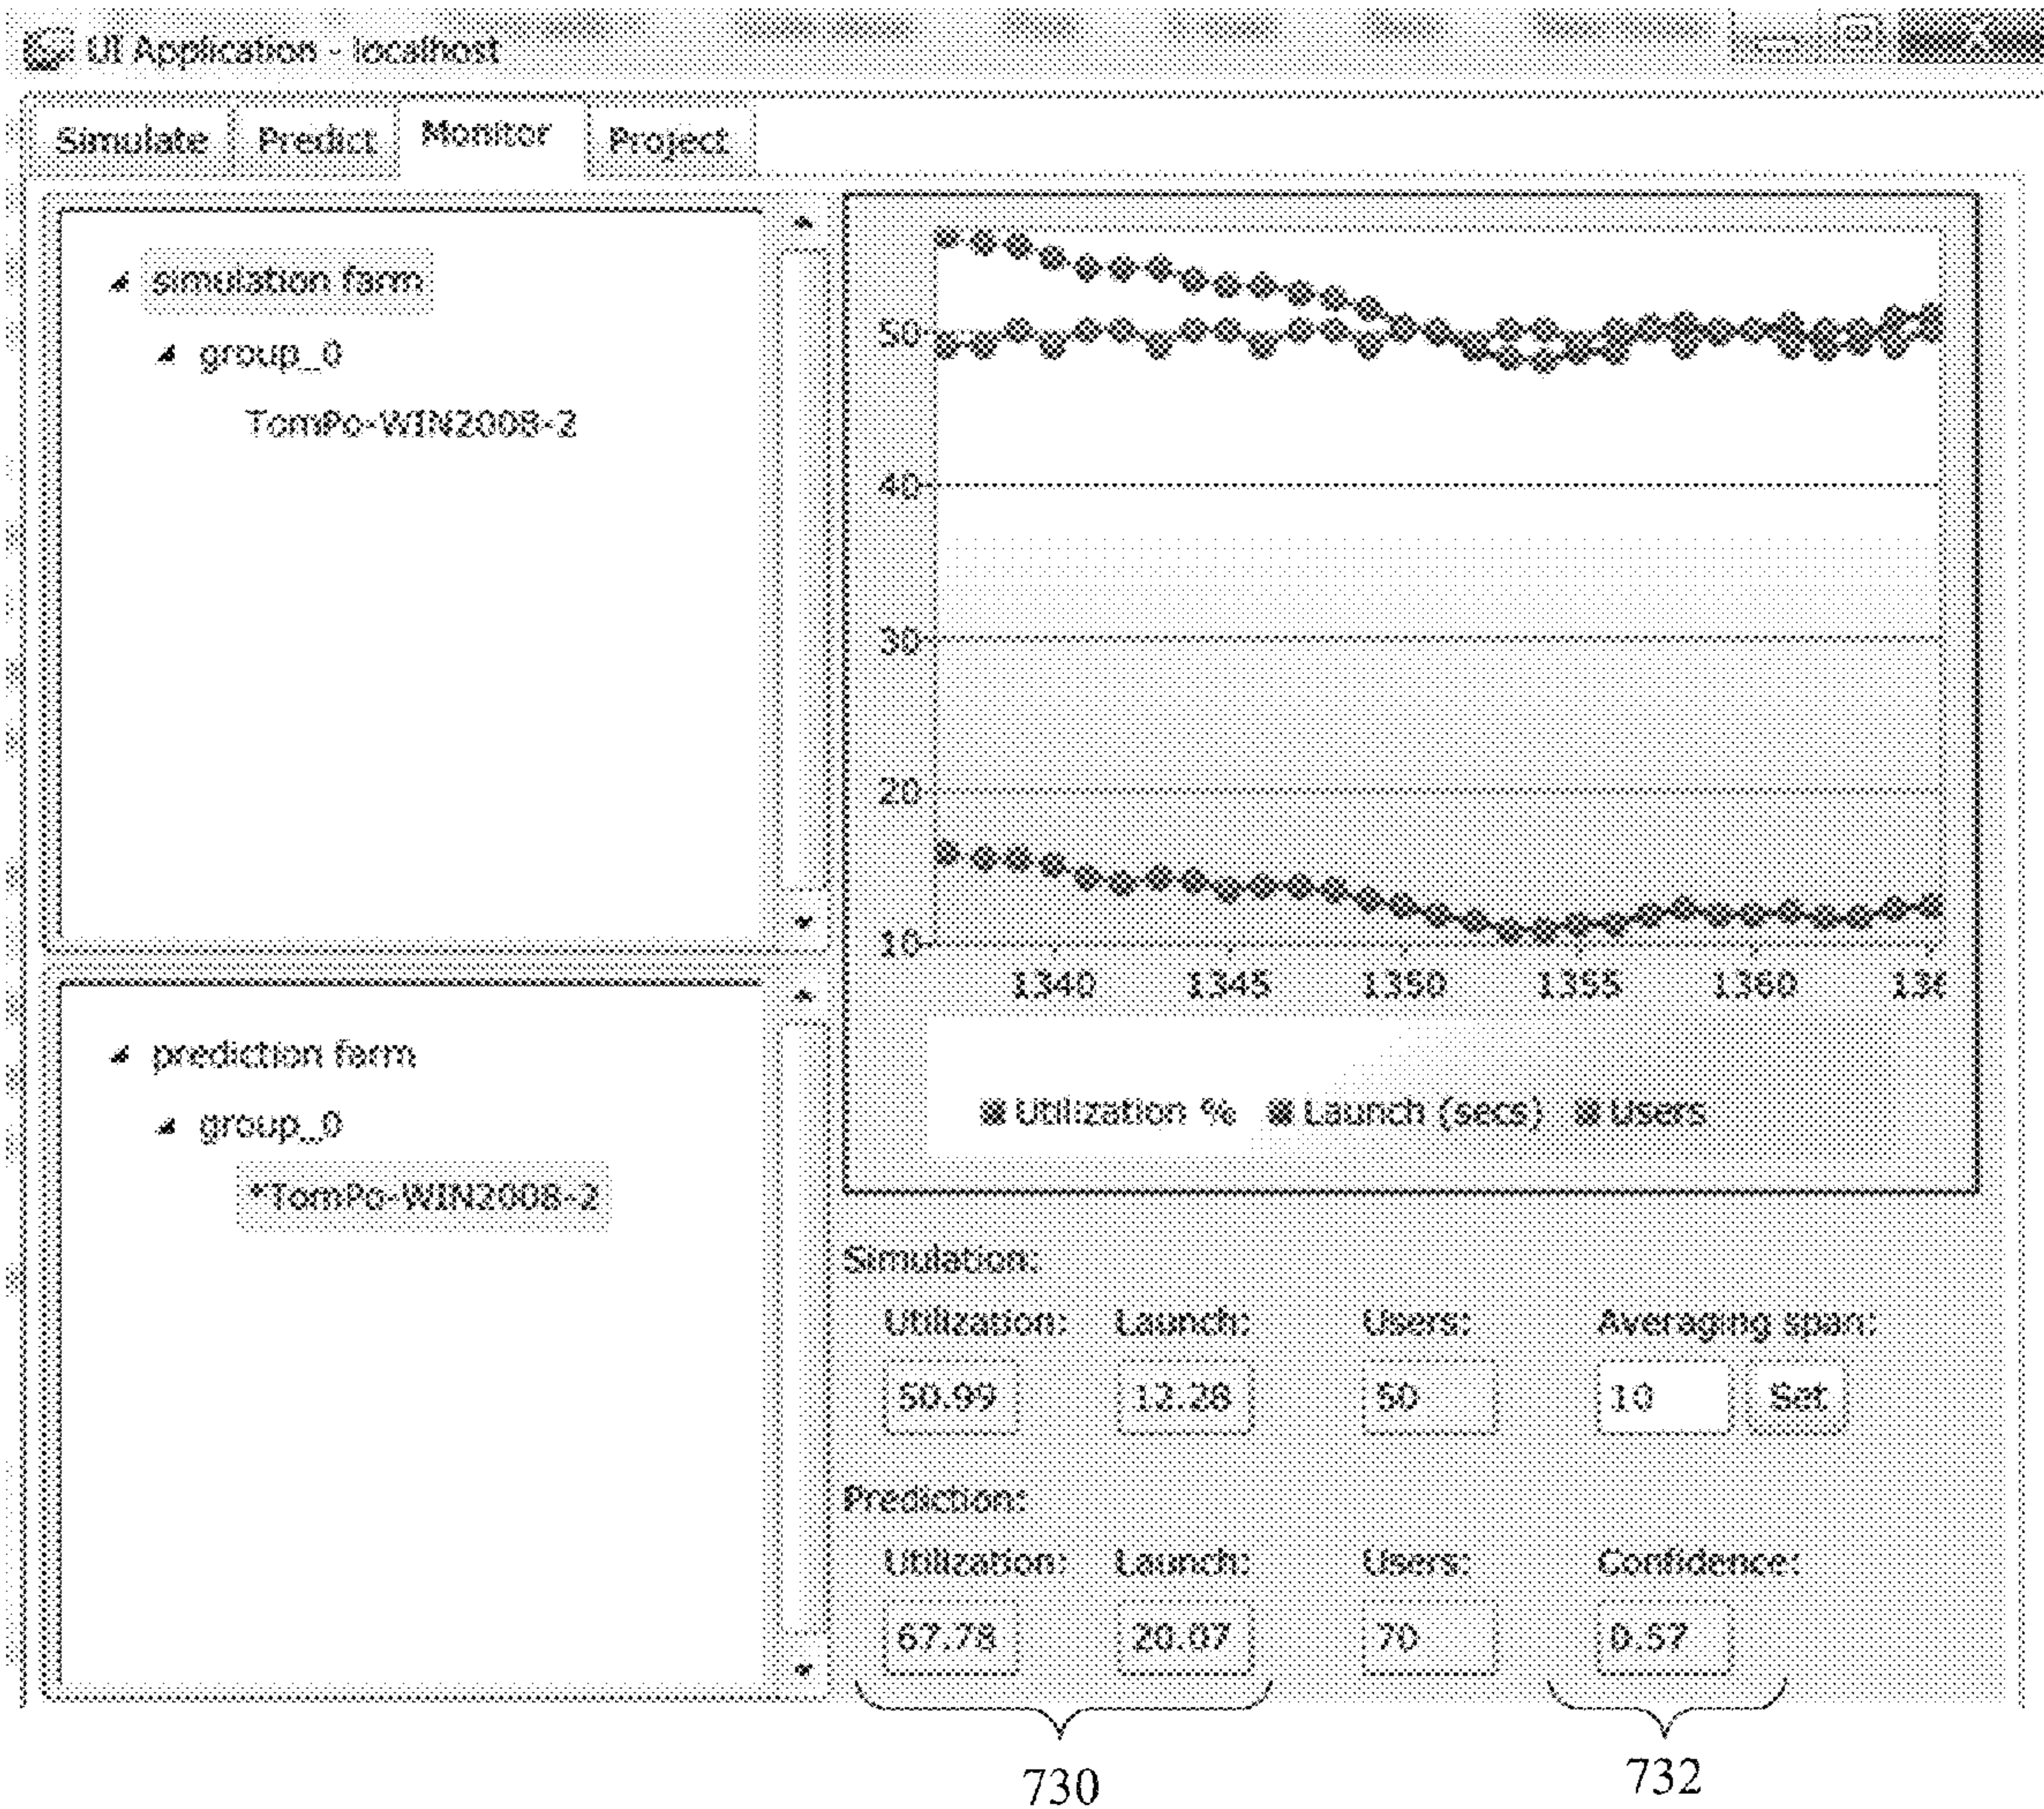 UI Application - localhost
Simulate Predict Monitor Project
simulation farm
group_0
TomPo-WIN2008-2
prediction farm
group_0
*TomPo-WIN2008-2
50
40
30
20
10
1340 1345 1350 1355 1360
Utilization % Launch (secs) Users
Simulation:
Utilization: Launch: Users: Averaging span:
50.99 12.28 50 10 Set
Prediction:
Utilization: Launch: Users: Confidence:
67.78 20.07 70 0.57
730 732